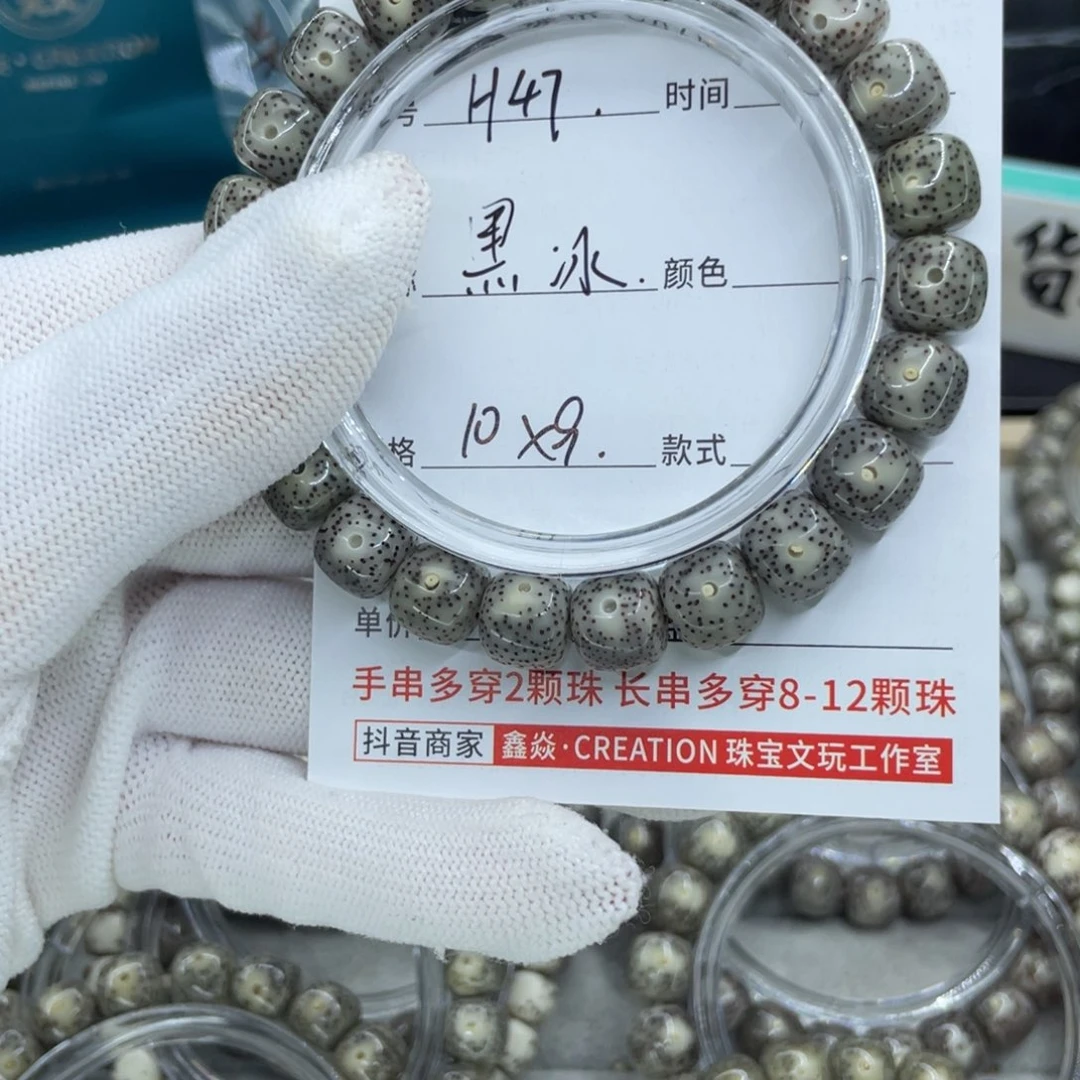 号 H47. 时间
黑冰. 颜色
格 10X9. 款式
单价
手串多穿2颗珠 长串多穿8-12颗珠
抖音商家 鑫焱·CREATION 珠宝文玩工作室